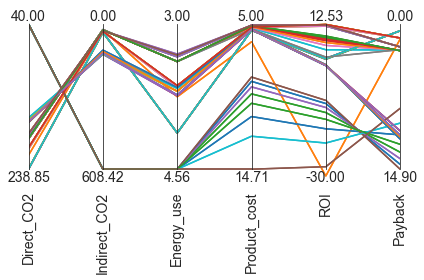 40.00 0.00 3.00 5.00 12.53 0.00
238.85 608.42 4.56 14.71 -30.00 14.90
Direct_CO2
Indirect_CO2
Energy_use
Product_cost
ROI
Payback